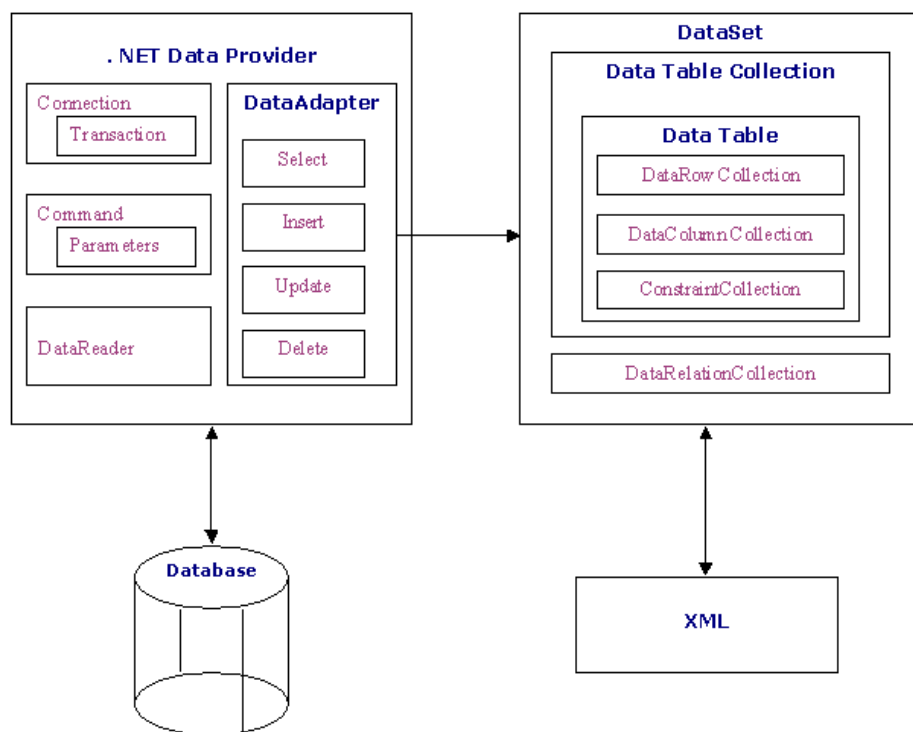 . NET Data Provider
Connection
Transaction
Command
Parameters
DataReader
DataAdapter
Select
Insert
Update
Delete
DataSet
Data Table Collection
Data Table
DataRow Collection
DataColumnCollection
ConstraintCollection
DataRelationCollection
Database
XML